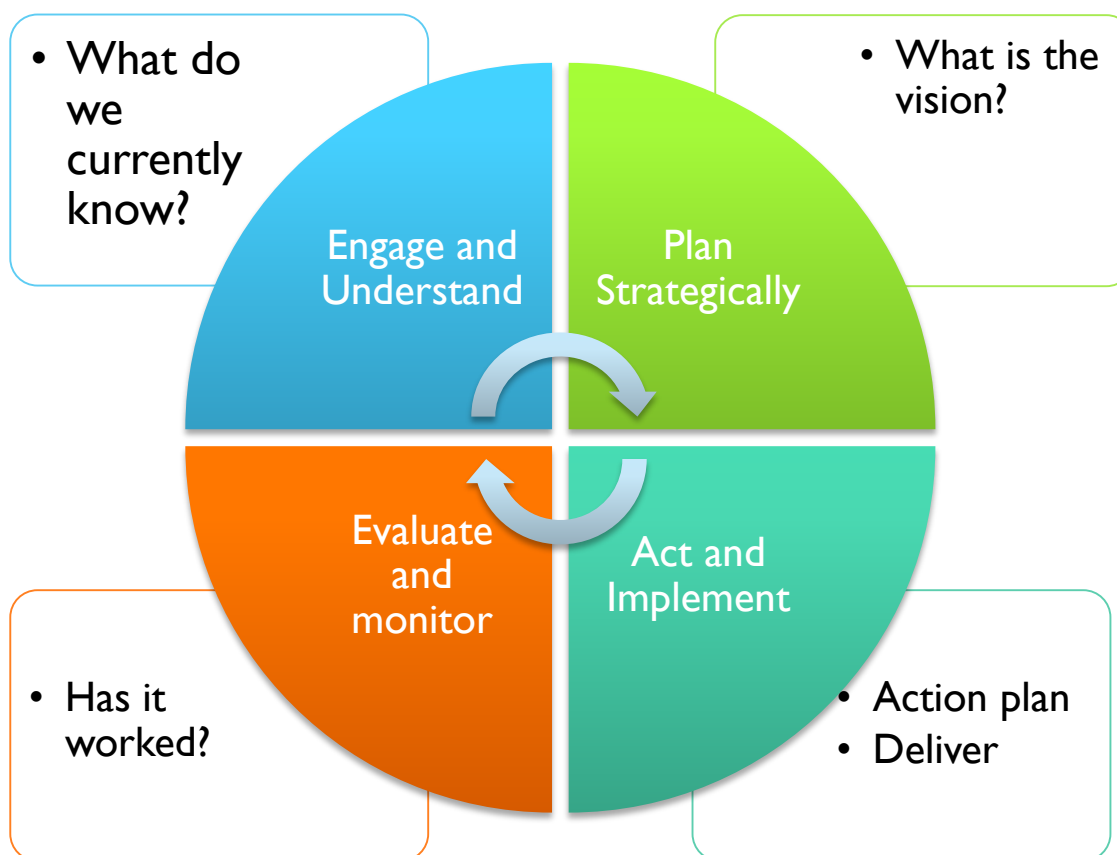 • What do
we
currently
know?
• What is the
vision?
Engage and
Understand
Plan
Strategically
Evaluate
and
monitor
Act and
Implement
• Has it
worked?
• Action plan
• Deliver